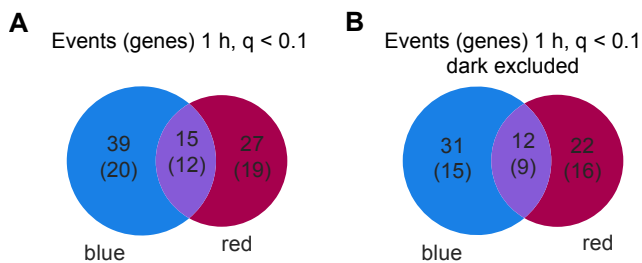 A
Events (genes) 1 h, q < 0.1
39
(20)
15
(12)
27
(19)
blue
red
B
Events (genes) 1 h, q < 0.1
dark excluded
31
(15)
12
(9)
22
(16)
blue
red